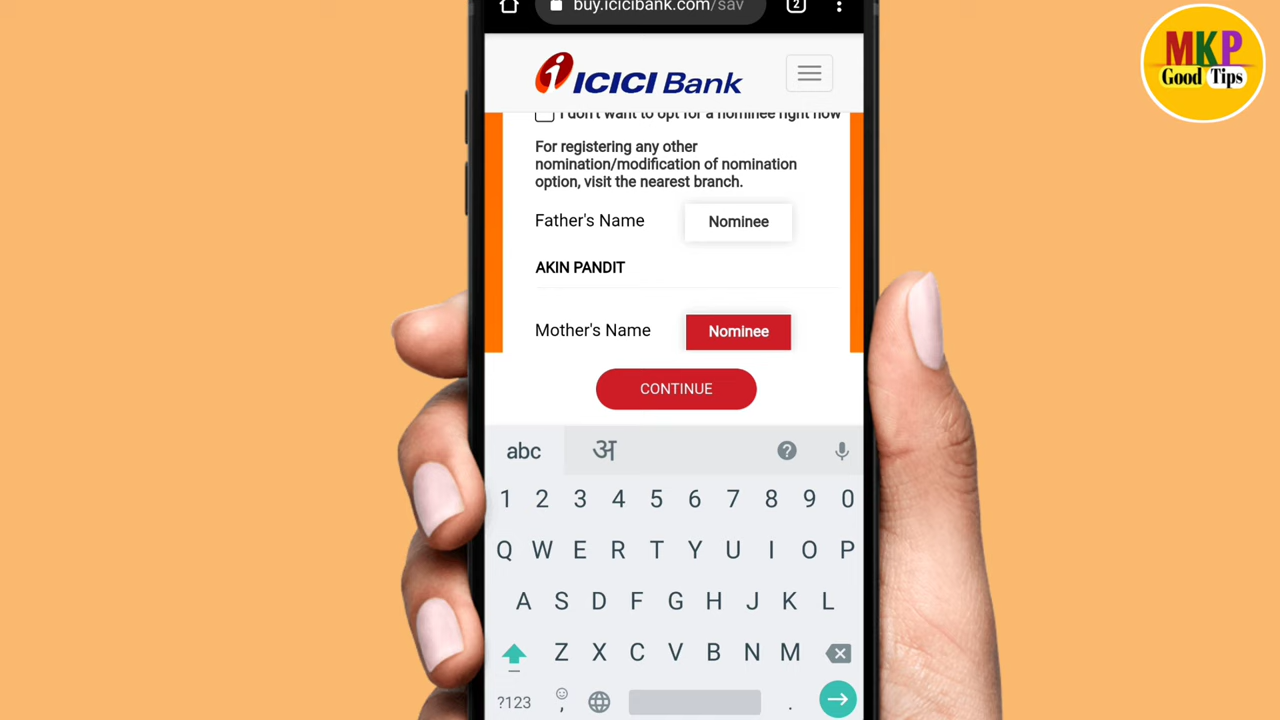 buy.icicibank.com/sav
2
MKP
Good Tips
i ICICI Bank
I don't want to opt for a nominee right now
For registering any other
nomination/modification of nomination
option, visit the nearest branch.
Father's Name
Nominee
AKIN PANDIT
Mother's Name
Nominee
CONTINUE
abc अ ?
1 2 3 4 5 6 7 8 9 0
Q W E R T Y U I O P
A S D F G H J K L
Z X C V B N M
?123 , .